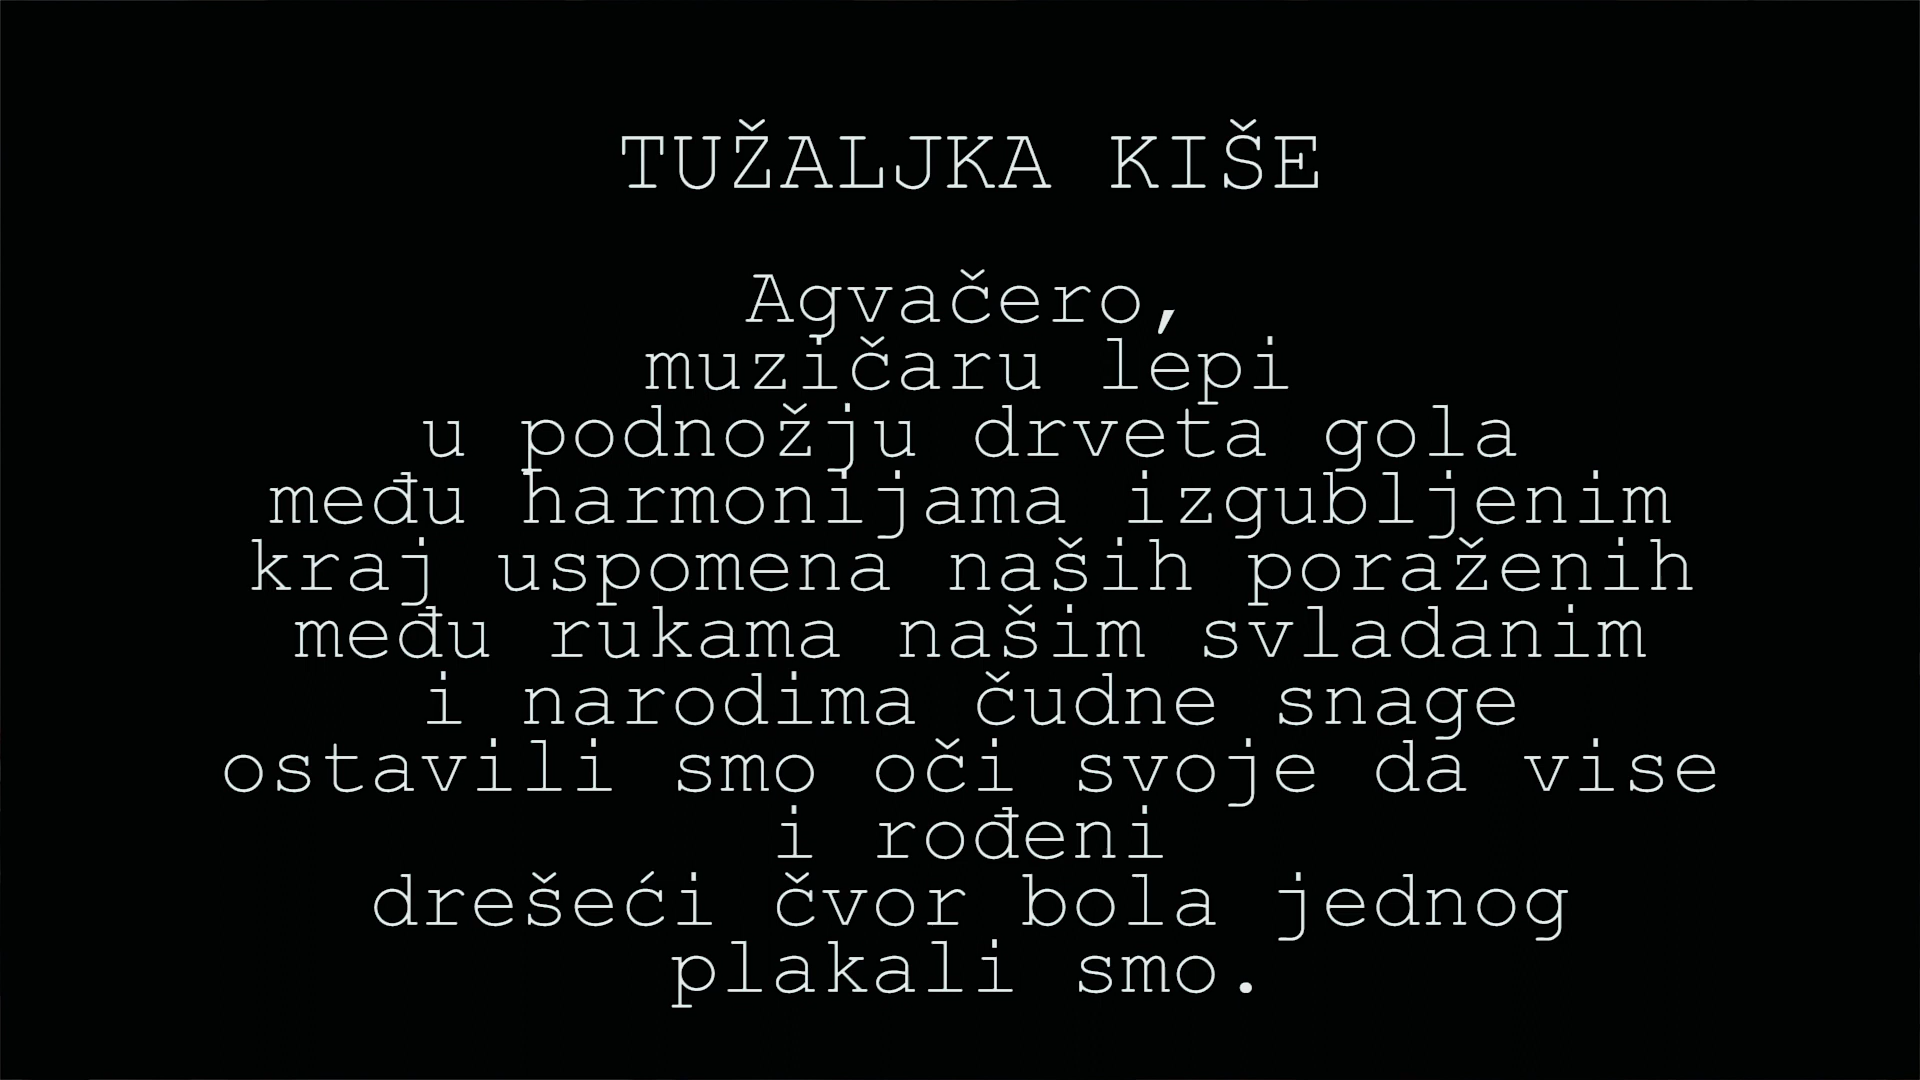 TUŽALJKA KIŠE
Agvačero,
muzičaru lepi
u podnožju drveta gola
među harmonijama izgubljenim
kraj uspomena naših poraženih
među rukama našim svladanim
i narodima čudne snage
ostavili smo oči svoje da vise
i rođeni
drešeći čvor bola jednog
plakali smo.